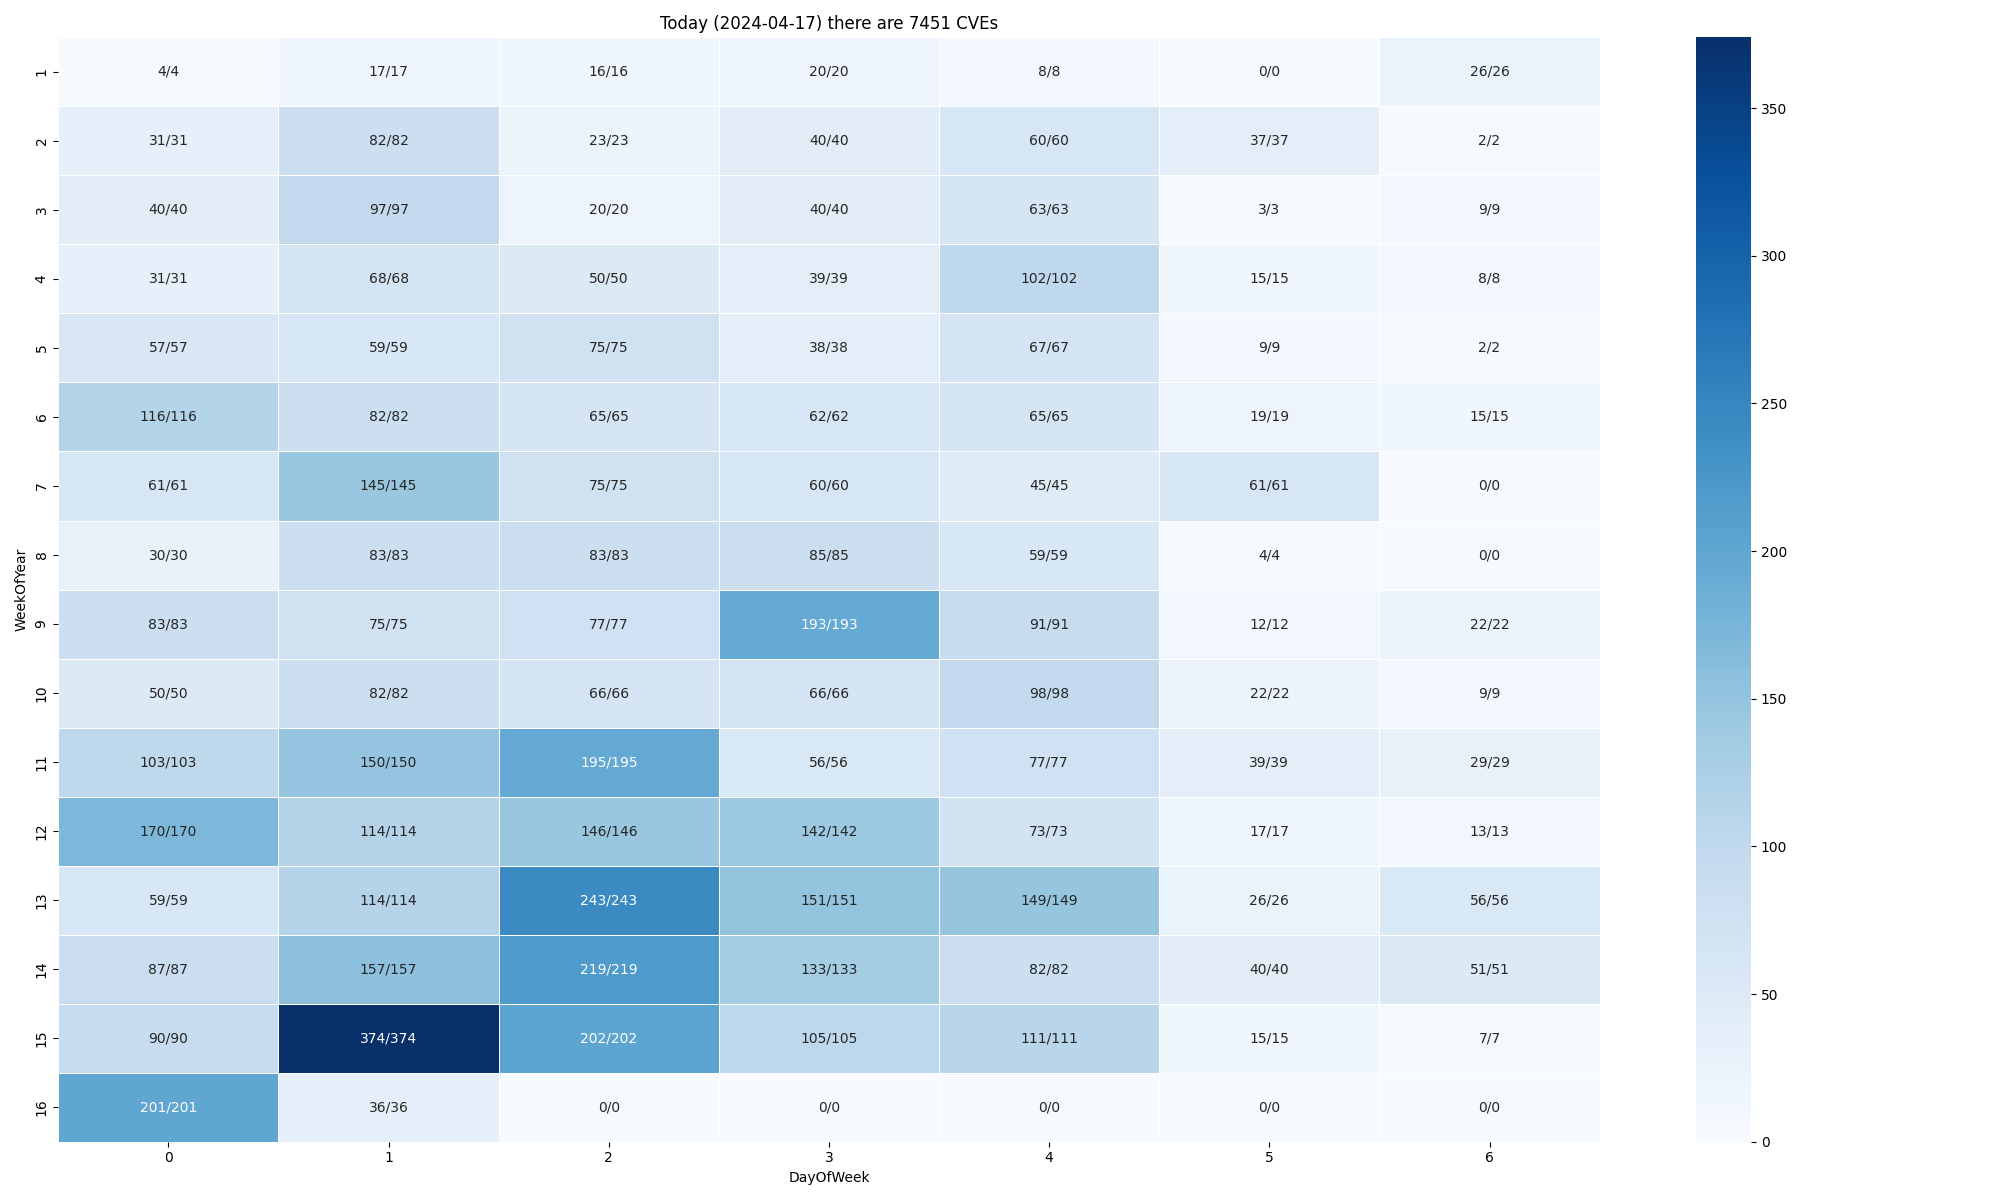 Today (2024-04-17) there are 7451 CVEs
1 4/4 17/17 16/16 20/20 8/8 0/0 26/26
2 31/31 82/82 23/23 40/40 60/60 37/37 2/2
3 40/40 97/97 20/20 40/40 63/63 3/3 9/9
4 31/31 68/68 50/50 39/39 102/102 15/15 8/8
5 57/57 59/59 75/75 38/38 67/67 9/9 2/2
6 116/116 82/82 65/65 62/62 65/65 19/19 15/15
7 61/61 145/145 75/75 60/60 45/45 61/61 0/0
8 30/30 83/83 83/83 85/85 59/59 4/4 0/0
9 83/83 75/75 77/77 193/193 91/91 12/12 22/22
10 50/50 82/82 66/66 66/66 98/98 22/22 9/9
11 103/103 150/150 195/195 56/56 77/77 39/39 29/29
12 170/170 114/114 146/146 142/142 73/73 17/17 13/13
13 59/59 114/114 243/243 151/151 149/149 26/26 56/56
14 87/87 157/157 219/219 133/133 82/82 40/40 51/51
15 90/90 374/374 202/202 105/105 111/111 15/15 7/7
16 201/201 36/36 0/0 0/0 0/0 0/0 0/0
0 1 2 3 4 5 6
DayOfWeek
WeekOfYear
350
300
250
200
150
100
50
0